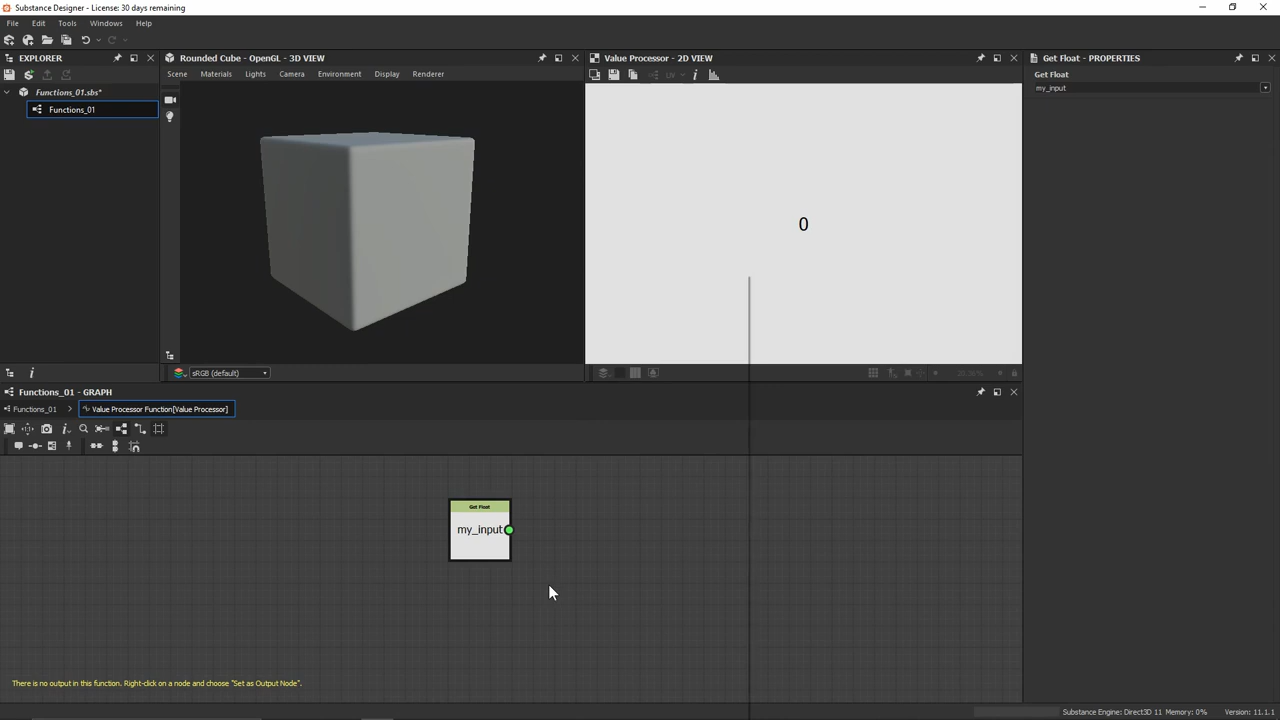 Substance Designer - License: 30 days remaining
File Edit Tools Windows Help
EXPLORER
Functions_01.sbs*
Functions_01
Rounded Cube - OpenGL - 3D VIEW
Scene Materials Lights Camera Environment Display Renderer
sRGB (default)
Value Processor - 2D VIEW
UV
0
20.36%
Get Float - PROPERTIES
Get Float
my_input
Functions_01 - GRAPH
Functions_01 > Value Processor Function[Value Processor]
Get Float
my_input
There is no output in this function. Right-click on a node and choose "Set as Output Node".
Substance Engine: Direct3D 11 Memory: 0% Version: 11.1.1